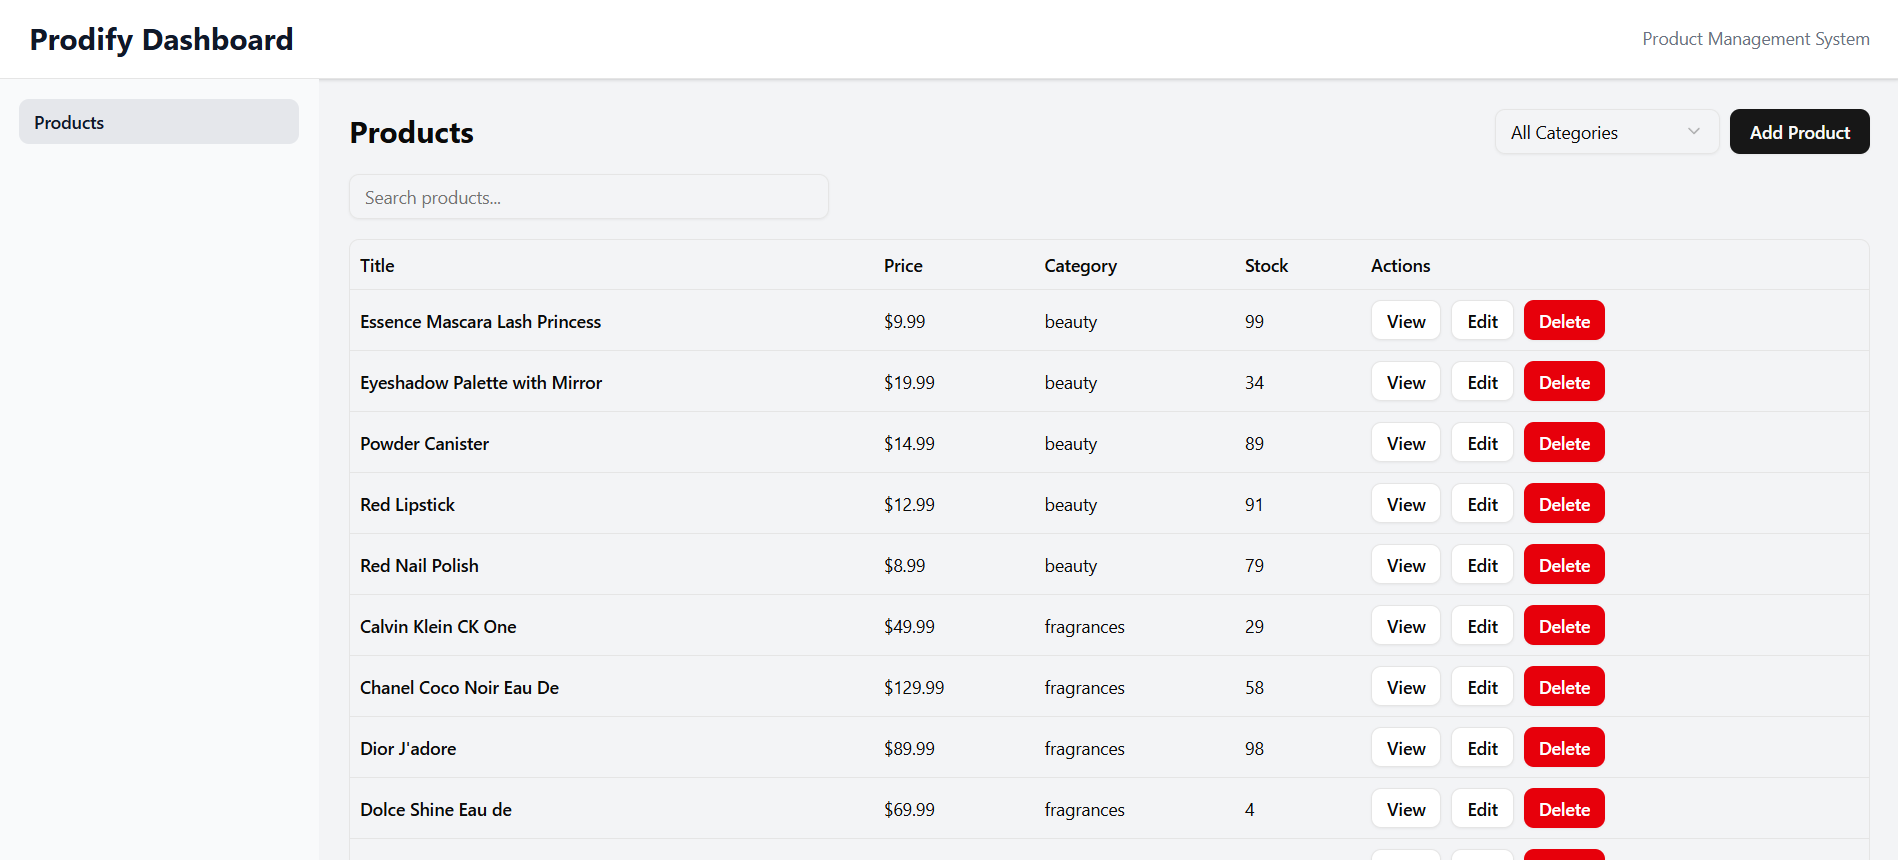 Prodify Dashboard
Product Management System
Products
Products
All Categories
Add Product
Search products...
Title Price Category Stock Actions
Essence Mascara Lash Princess $9.99 beauty 99 View Edit Delete
Eyeshadow Palette with Mirror $19.99 beauty 34 View Edit Delete
Powder Canister $14.99 beauty 89 View Edit Delete
Red Lipstick $12.99 beauty 91 View Edit Delete
Red Nail Polish $8.99 beauty 79 View Edit Delete
Calvin Klein CK One $49.99 fragrances 29 View Edit Delete
Chanel Coco Noir Eau De $129.99 fragrances 58 View Edit Delete
Dior J'adore $89.99 fragrances 98 View Edit Delete
Dolce Shine Eau de $69.99 fragrances 4 View Edit Delete